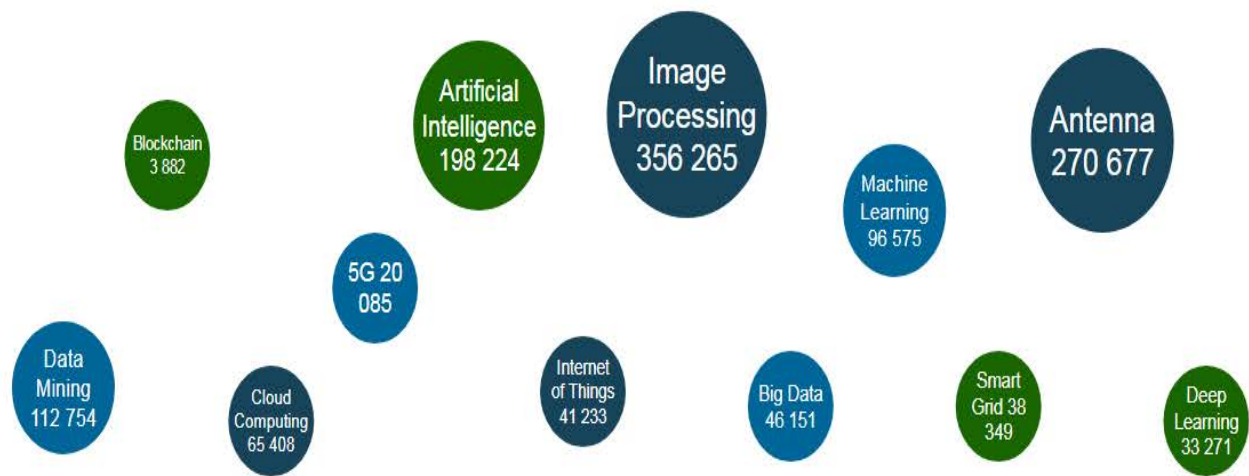 Image
Processing
356 265
Artificial
Intelligence
198 224
Antenna
270 677
Blockchain
3 882
Machine
Learning
96 575
5G 20
085
Data
Mining
112 754
Cloud
Computing
65 408
Internet
of Things
41 233
Big Data
46 151
Smart
Grid 38
349
Deep
Learning
33 271